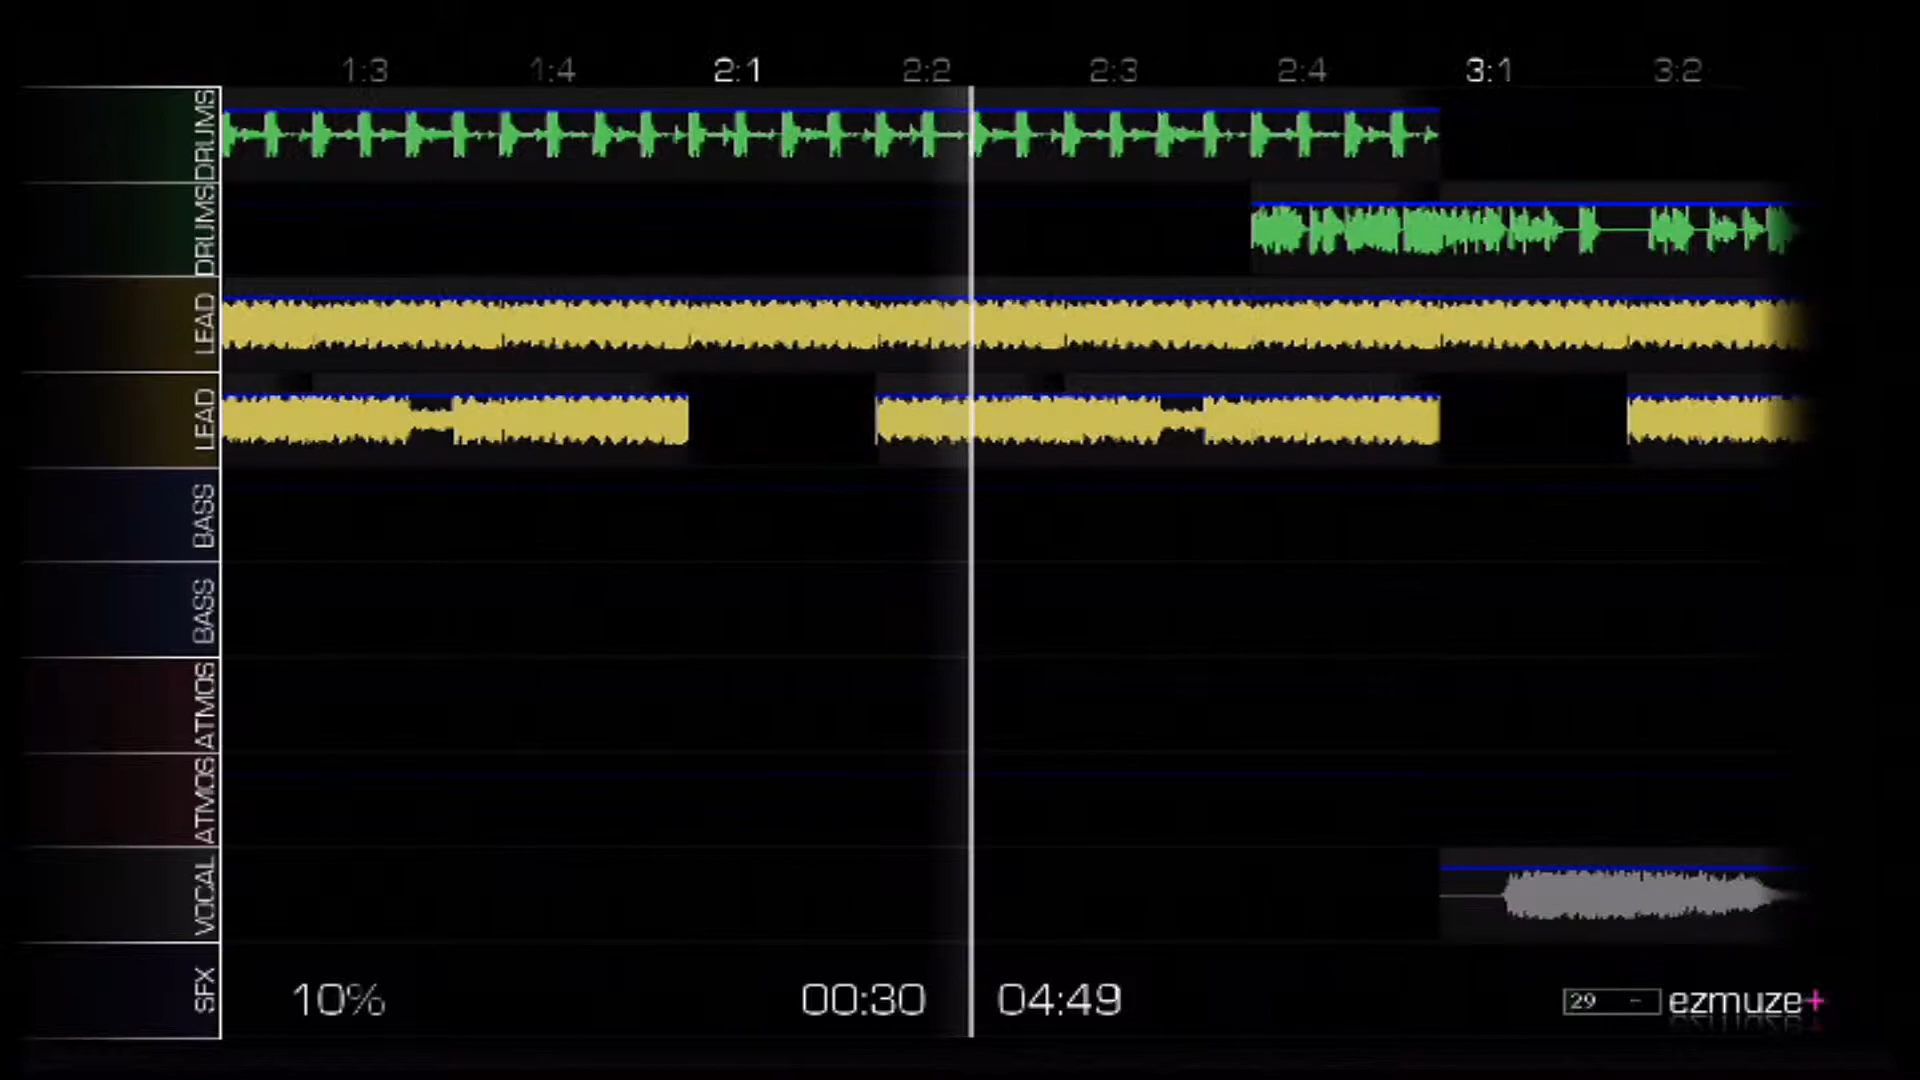 1:3 1:4 2:1 2:2 2:3 2:4 3:1 3:2
DRUMS
DRUMS
LEAD
LEAD
BASS
BASS
ATMOS
ATMOS
VOCAL
SFX
10% 00:30 04:49 29 - ezmuze+